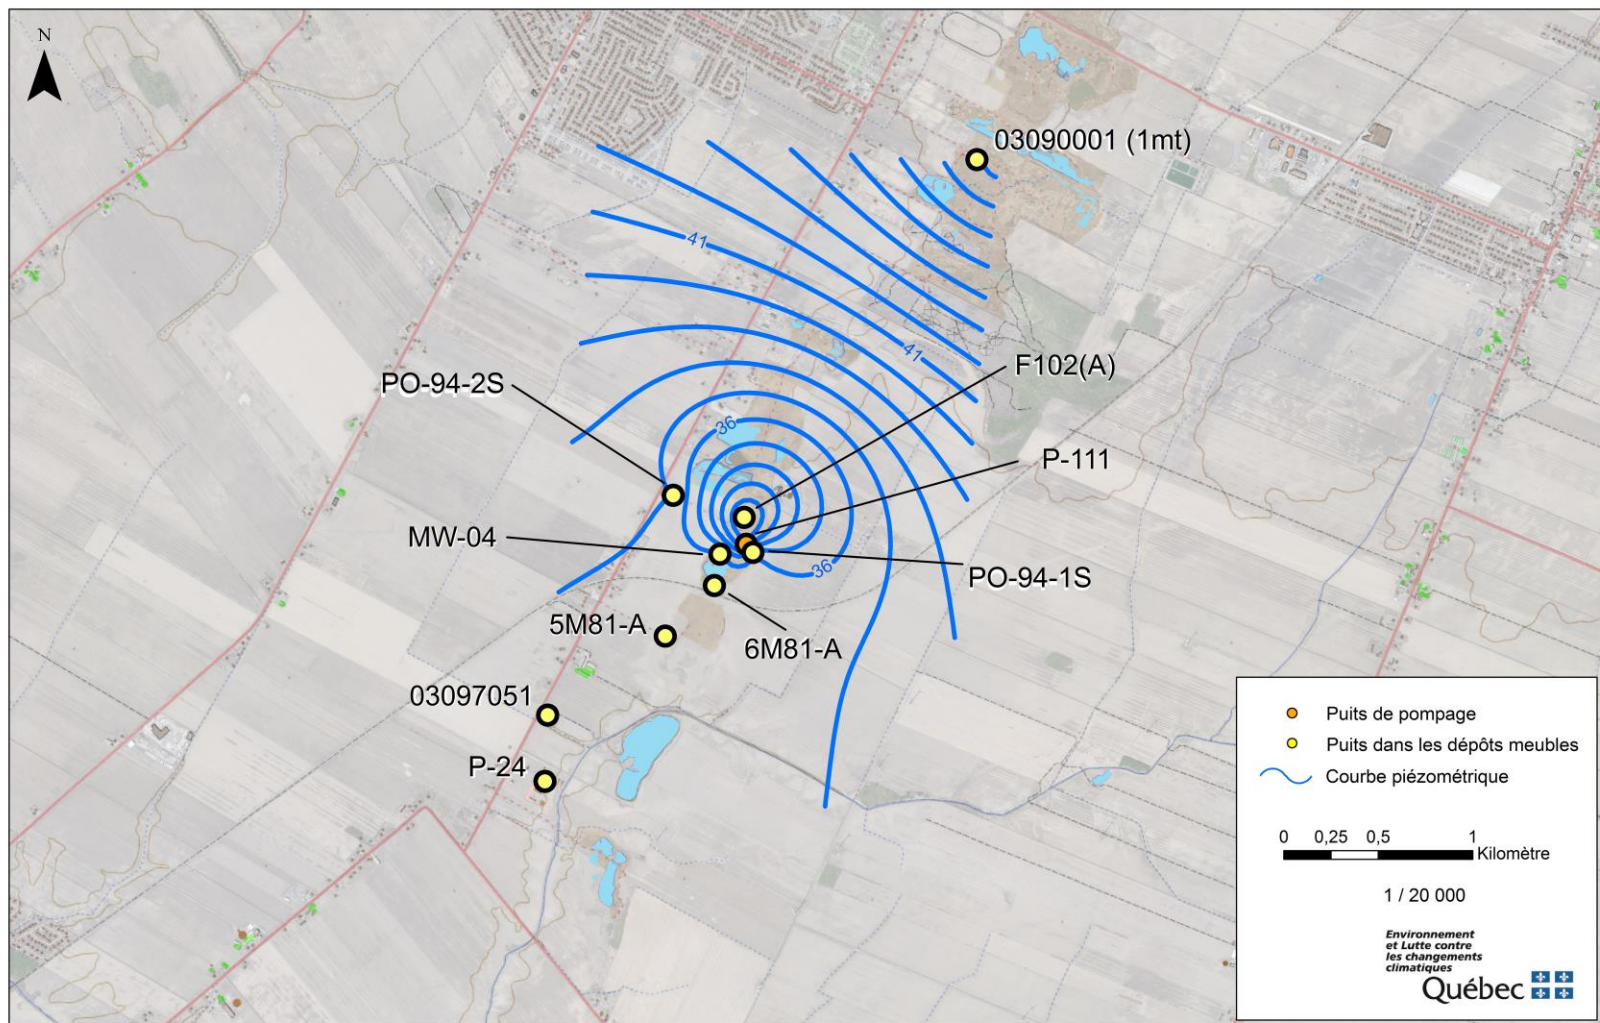 N
03090001 (1mt)
41
41
F102(A)
PO-94-2S
36
P-111
MW-04
36
PO-94-1S
5M81-A
6M81-A
03097051
P-24
Puits de pompage
Puits dans les dépôts meubles
Courbe piézométrique
0 0,25 0,5 1
Kilomètre
1 / 20 000
Environnement
et Lutte contre
les changements
climatiques
Québec